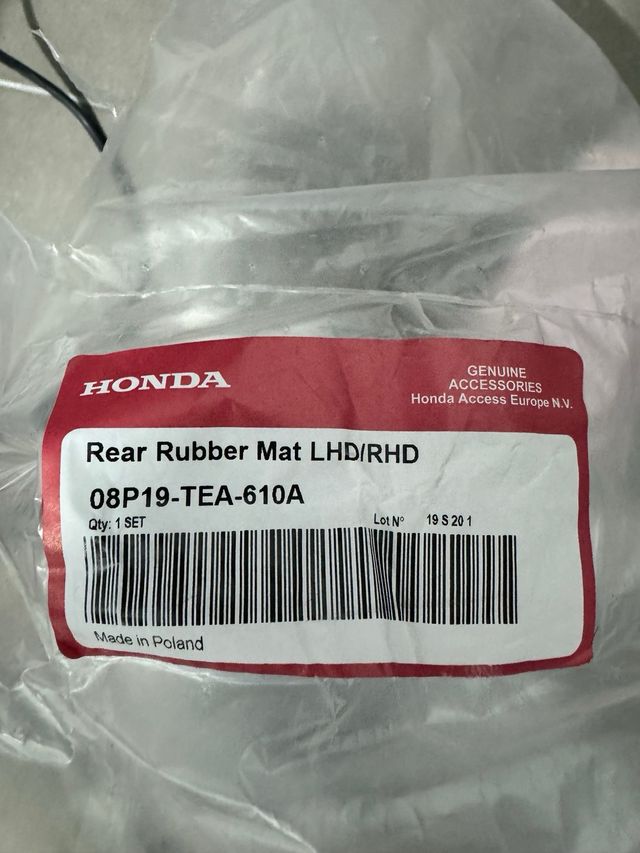 HONDA
GENUINE
ACCESSORIES
Honda Access Europe N.V.
Rear Rubber Mat LHD/RHD
08P19-TEA-610A
Qty: 1 SET
Lot N° 19 S 20 1
Made in Poland